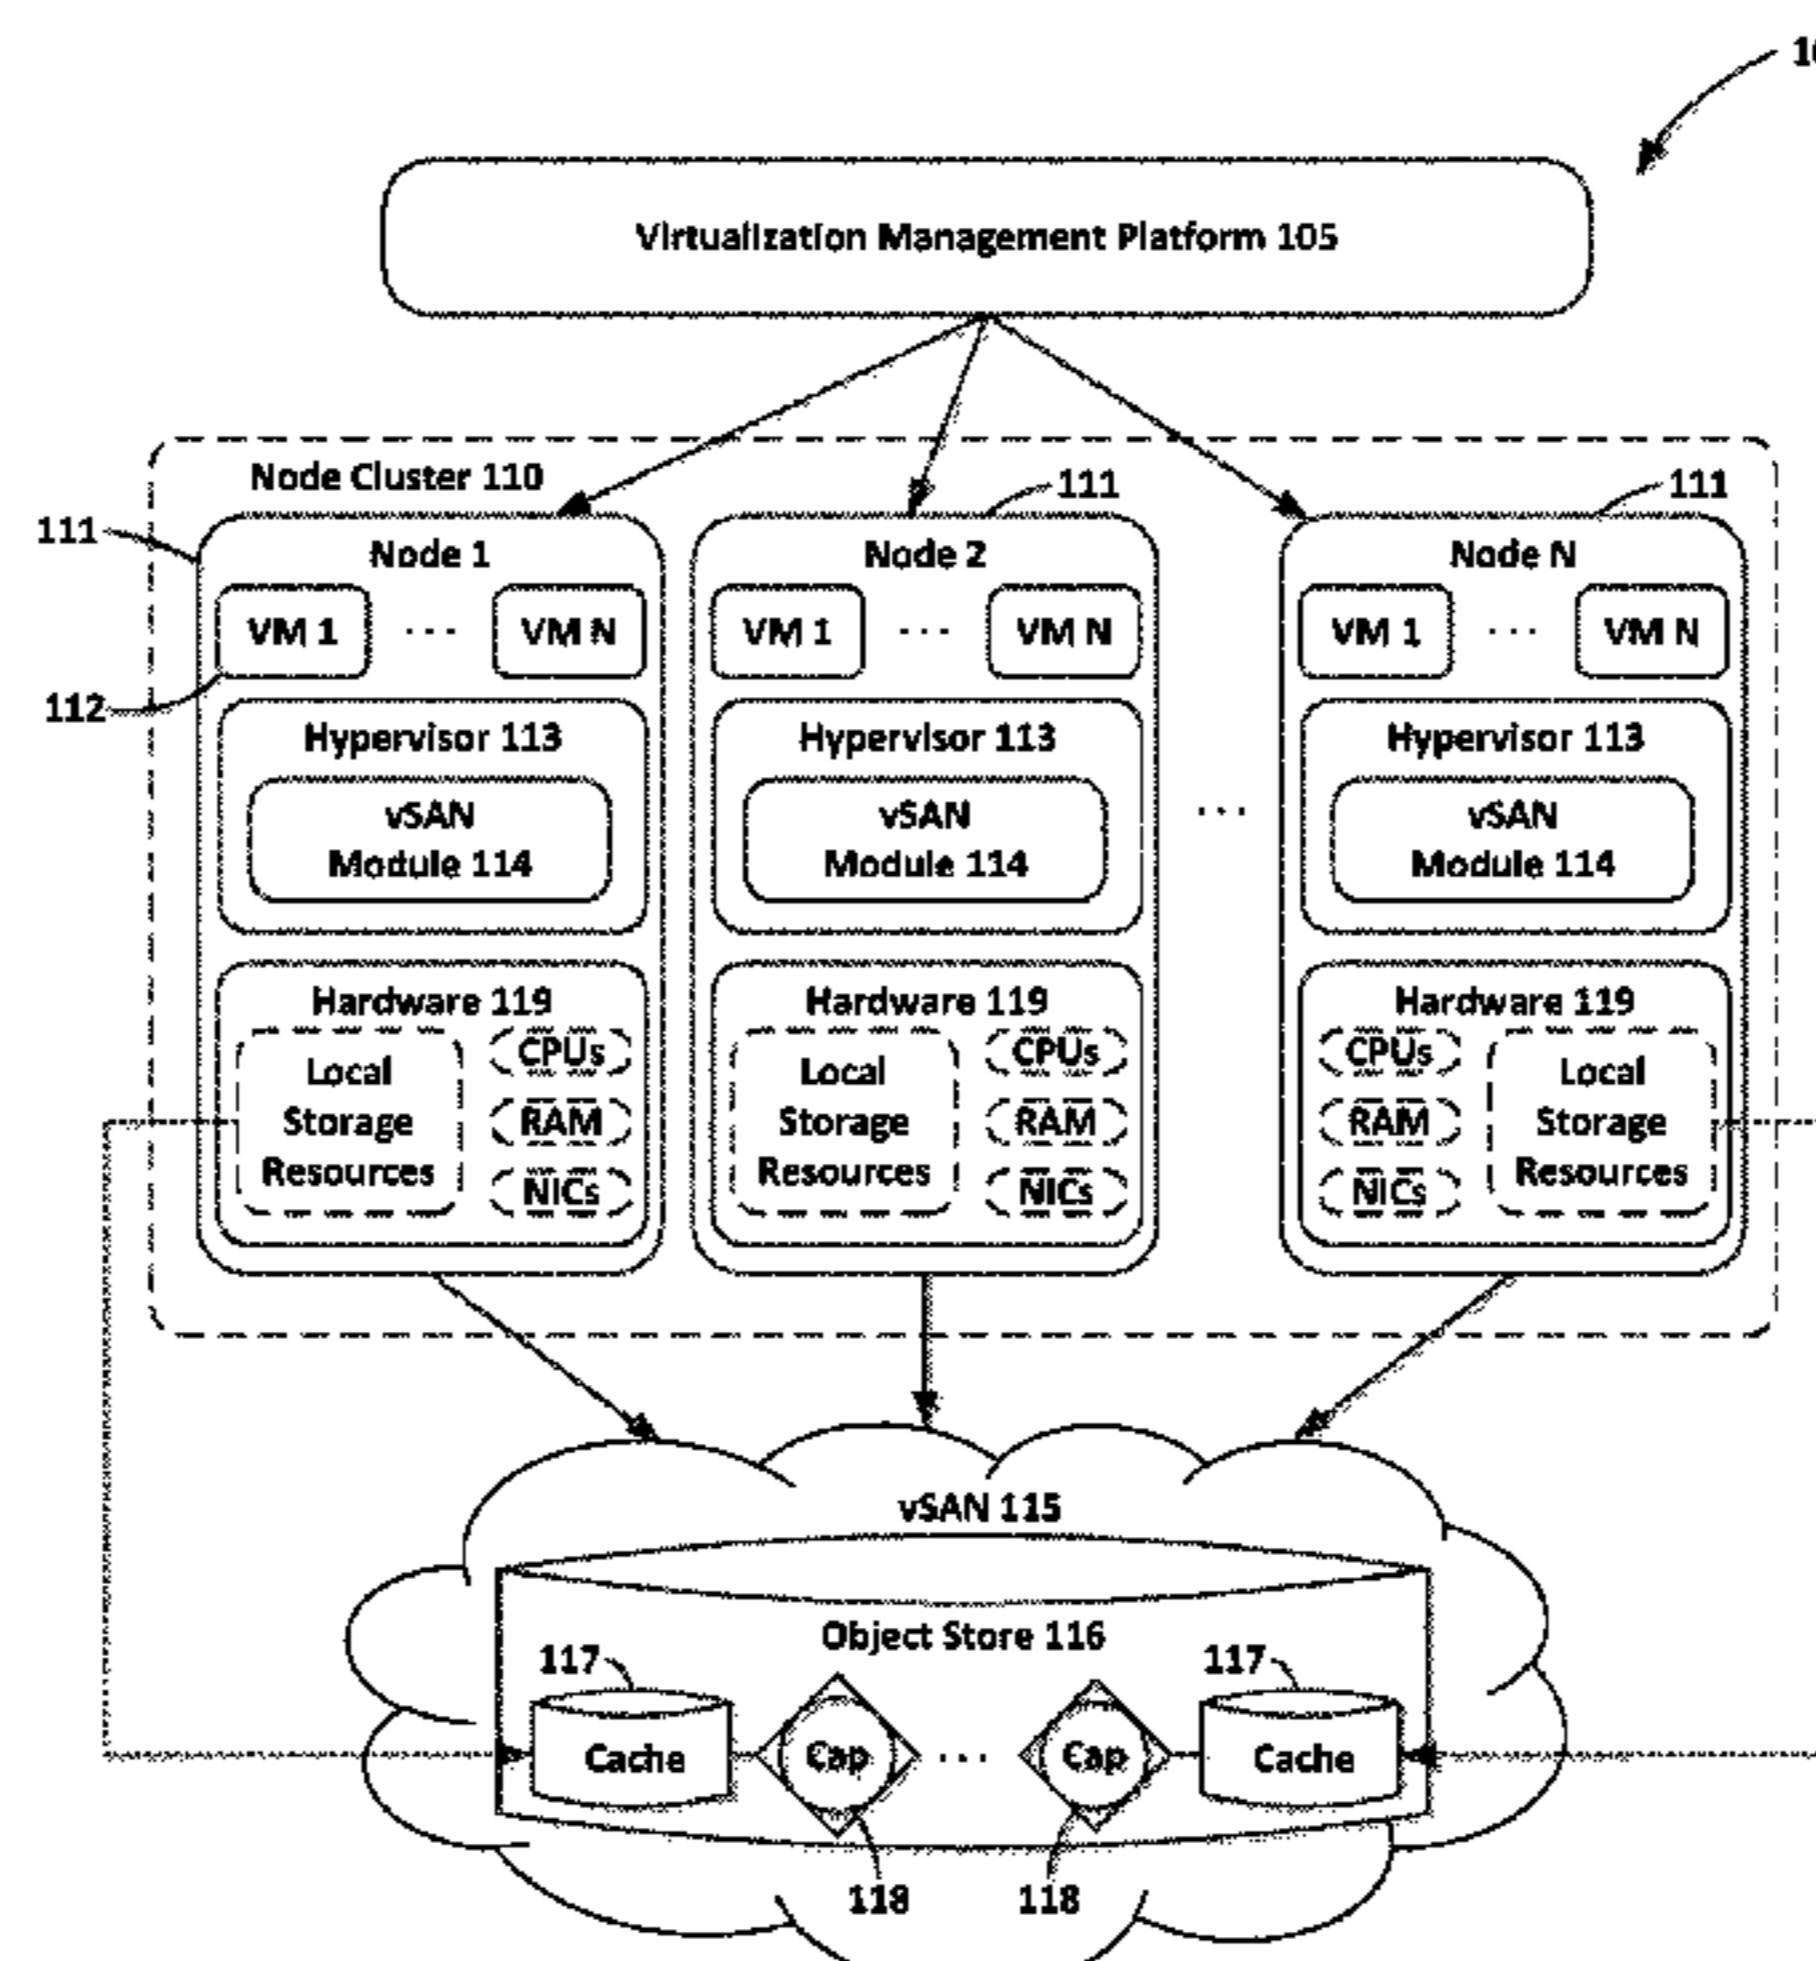 Virtualization Management Platform 105
Node Cluster 110
111
111
111
Node 1
Node 2
Node N
VM 1 ... VM N
VM 1 ... VM N
VM 1 ... VM N
112
Hypervisor 113
Hypervisor 113
Hypervisor 113
vSAN
Module 114
vSAN
Module 114
...
vSAN
Module 114
Hardware 119
Local
Storage
Resources
CPUs
RAM
NICs
Hardware 119
Local
Storage
Resources
CPUs
RAM
NICs
Hardware 119
CPUs
RAM
NICs
Local
Storage
Resources
vSAN 115
Object Store 116
117
117
Cache
Cap
...
Cap
Cache
118
118